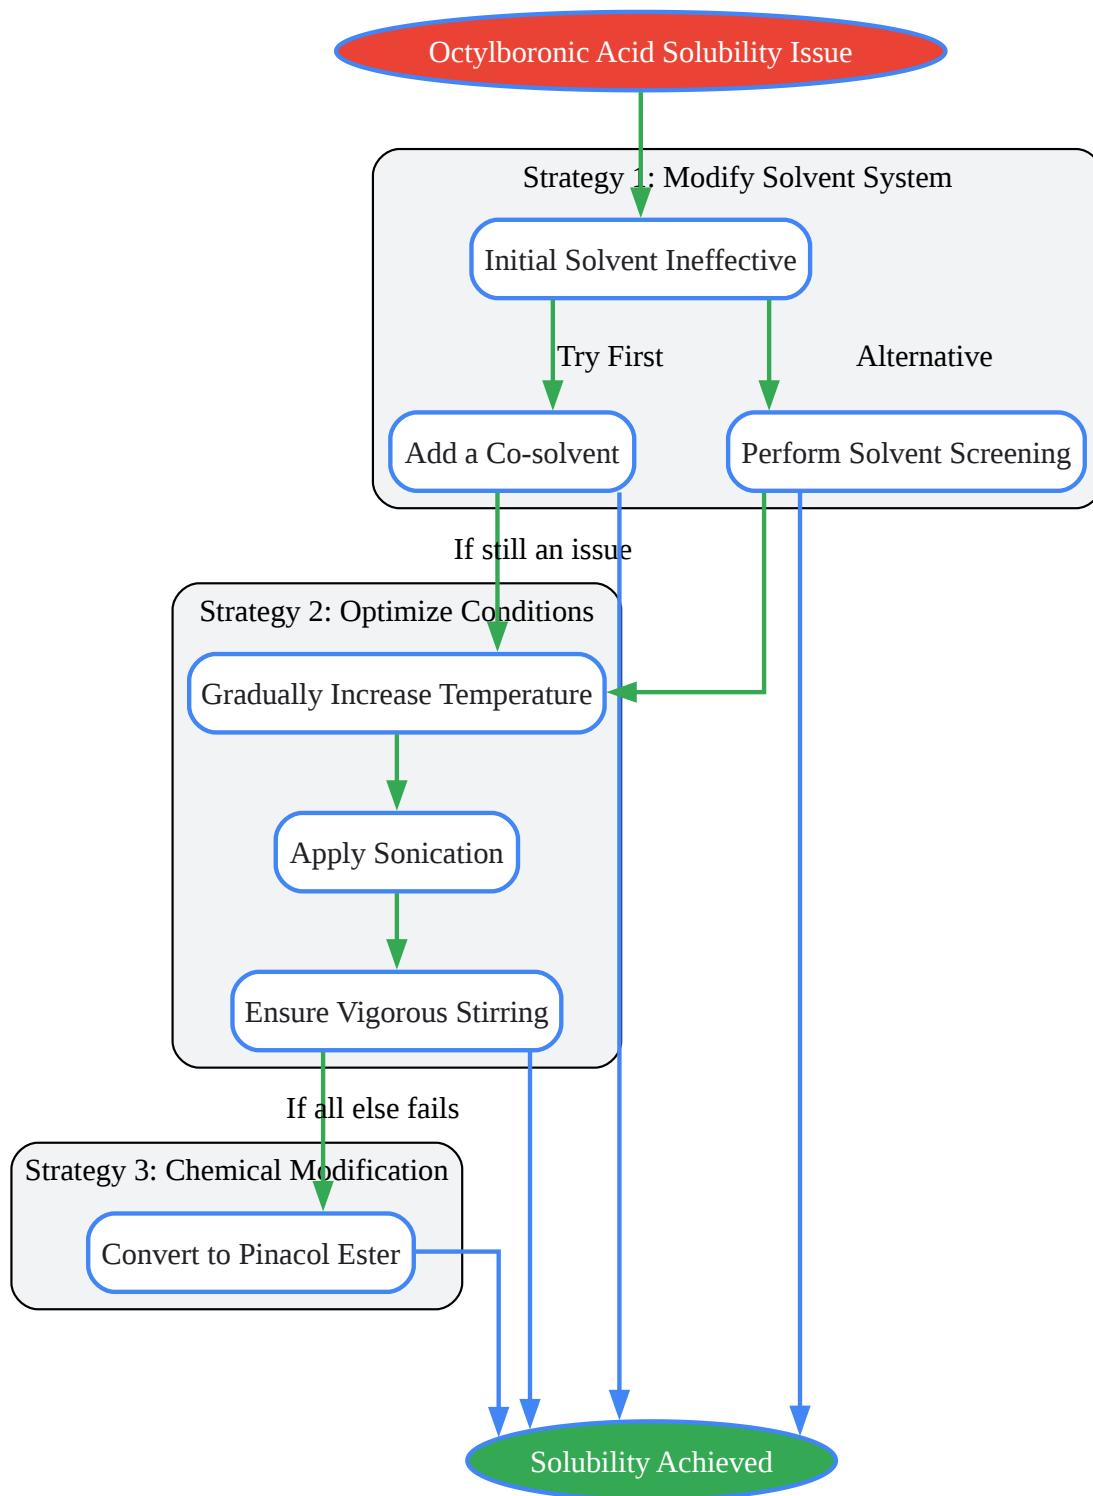 Octylboronic Acid Solubility Issue
Strategy 1: Modify Solvent System
Initial Solvent Ineffective
Try First
Alternative
Add a Co-solvent
Perform Solvent Screening
If still an issue
Strategy 2: Optimize Conditions
Gradually Increase Temperature
Apply Sonication
Ensure Vigorous Stirring
If all else fails
Strategy 3: Chemical Modification
Convert to Pinacol Ester
Solubility Achieved